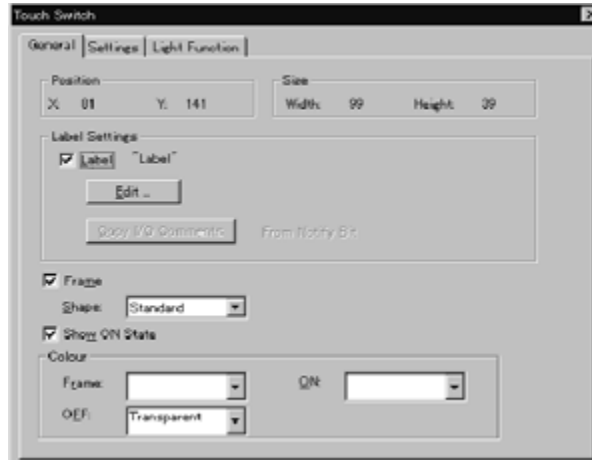 Touch Switch
General Settings Light Function
Position
X: 81 Y: 141
Size
Width: 99 Height: 39
Label Settings
Label "Label"
Edit ...
Copy I/O Comments From Notify Bit
Frame
Shape: Standard
Show ON State
Colour
Frame: ON:
OFF: Transparent